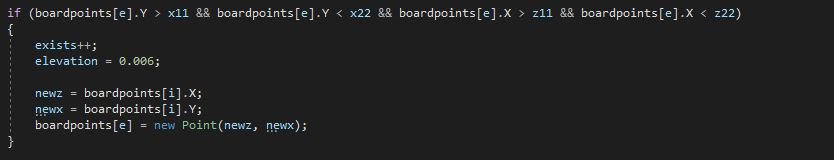 if (boardpoints[e].Y > x11 && boardpoints[e].Y < x22 && boardpoints[e].X > z11 && boardpoints[e].X < z22)
{
exists++;
elevation = 0.006;
newz = boardpoints[i].X;
newx = boardpoints[i].Y;
boardpoints[e] = new Point(newz, newx);
}